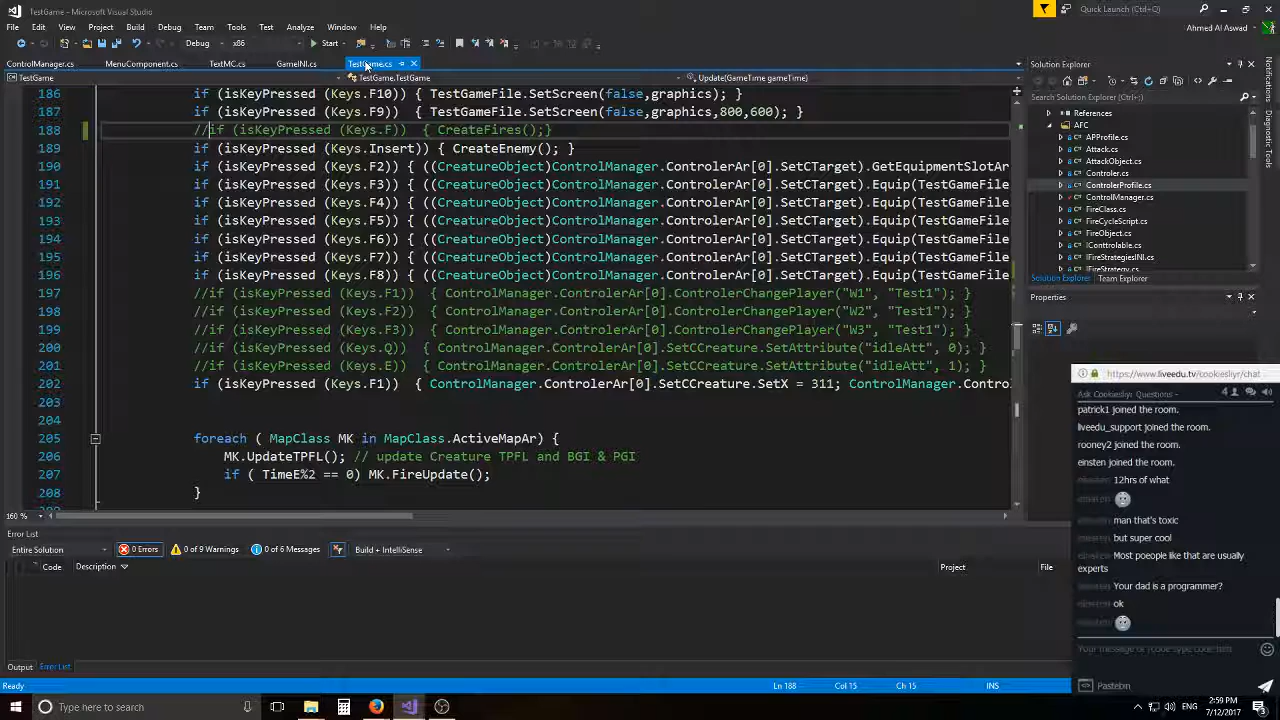 TestGame - Microsoft Visual Studio
Quick Launch (Ctrl+Q)
File Edit View Project Build Debug Team Tools Test Analyze Window Help
Ahmed Al Aswad
Debug x86 Start
ControlManager.cs MenuComponent.cs TextMC.cs GameINI.cs TestGame.cs
TestGame TestGame.TestGame Update(GameTime gameTime)
186 if (isKeyPressed (Keys.F10)) { TestGameFile.SetScreen(false,graphics); }
187 if (isKeyPressed (Keys.F9)) { TestGameFile.SetScreen(false,graphics,800,600); }
188 //if (isKeyPressed (Keys.F)) { CreateFires();}
189 if (isKeyPressed (Keys.Insert)) { CreateEnemy(); }
190 if (isKeyPressed (Keys.F2)) { ((CreatureObject)ControlManager.ControlerAr[0].SetCTarget).GetEquipmentSlotAr
191 if (isKeyPressed (Keys.F3)) { ((CreatureObject)ControlManager.ControlerAr[0].SetCTarget).Equip(TestGameFile
192 if (isKeyPressed (Keys.F4)) { ((CreatureObject)ControlManager.ControlerAr[0].SetCTarget).Equip(TestGameFile
193 if (isKeyPressed (Keys.F5)) { ((CreatureObject)ControlManager.ControlerAr[0].SetCTarget).Equip(TestGameFile
194 if (isKeyPressed (Keys.F6)) { ((CreatureObject)ControlManager.ControlerAr[0].SetCTarget).Equip(TestGameFile
195 if (isKeyPressed (Keys.F7)) { ((CreatureObject)ControlManager.ControlerAr[0].SetCTarget).Equip(TestGameFile
196 if (isKeyPressed (Keys.F8)) { ((CreatureObject)ControlManager.ControlerAr[0].SetCTarget).Equip(TestGameFile
197 //if (isKeyPressed (Keys.F1)) { ControlManager.ControlerAr[0].ControlerChangePlayer("W1", "Test1"); }
198 //if (isKeyPressed (Keys.F2)) { ControlManager.ControlerAr[0].ControlerChangePlayer("W2", "Test1"); }
199 //if (isKeyPressed (Keys.F3)) { ControlManager.ControlerAr[0].ControlerChangePlayer("W3", "Test1"); }
200 //if (isKeyPressed (Keys.Q)) { ControlManager.ControlerAr[0].SetCCreature.SetAttribute("idleAtt", 0); }
201 //if (isKeyPressed (Keys.E)) { ControlManager.ControlerAr[0].SetCCreature.SetAttribute("idleAtt", 1); }
202 if (isKeyPressed (Keys.F1)) { ControlManager.ControlerAr[0].SetCCreature.SetX = 311; ControlManager.Contro
203
204
205 foreach ( MapClass MK in MapClass.ActiveMapAr) {
206 MK.UpdateTPFL(); // update Creature TPFL and BGI & PGI
207 if ( TimeE%2 == 0) MK.FireUpdate();
208 }
160 %
Solution Explorer
Search Solution Explorer
References
AFC
APProfile.cs
Attack.cs
AttackObject.cs
Controler.cs
ControlerProfile.cs
ControlManager.cs
FireClass.cs
FireCycleScript.cs
FireObject.cs
IConttrolable.cs
IFireStrategiesINI.cs
IFireStrategy.cs
Solution Explorer Team Explorer
Properties
Notifications
Diagnostic Tools
Error List
Entire Solution 0 Errors 0 of 9 Warnings 0 of 6 Messages Build + IntelliSense
Code Description Project File
Output Error List
Ready Ln 188 Col 15 Ch 15 INS
https://www.liveedu.tv/cookiesliyr/chat
Ask Cookiesliyr Questions - 4
patrick1 joined the room.
liveedu_support joined the room.
rooney2 joined the room.
einsten joined the room.
12hrs of what
man that's toxic
but super cool
Most poeople like that are usually
experts
Your dad is a programmer?
ok
Pastebin
Type here to search
2:59 PM
7/12/2017